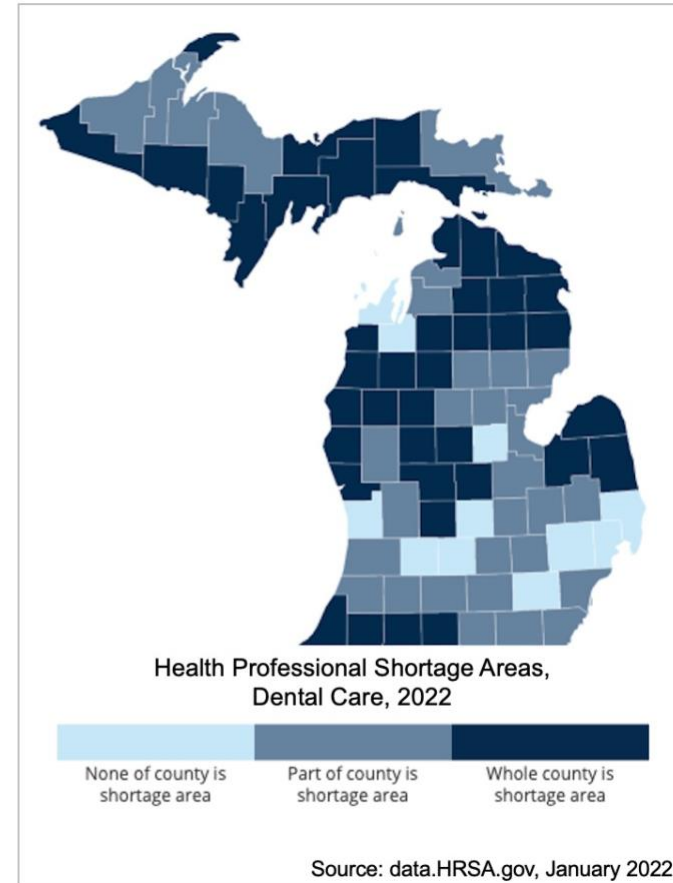 Health Professional Shortage Areas,
Dental Care, 2022
None of county is
shortage area
Part of county is
shortage area
Whole county is
shortage area
Source: data.HRSA.gov, January 2022